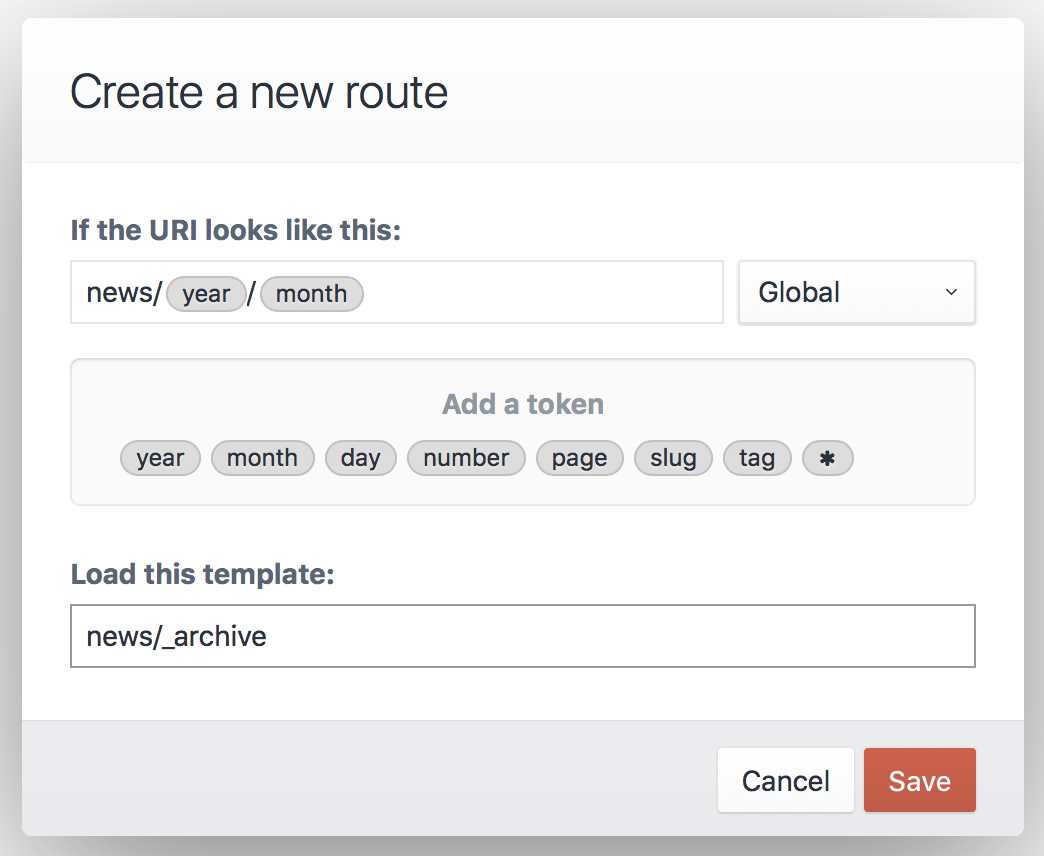 Create a new route
If the URI looks like this:
news/ year / month Global
Add a token
year month day number page slug tag *
Load this template:
news/_archive
Cancel Save